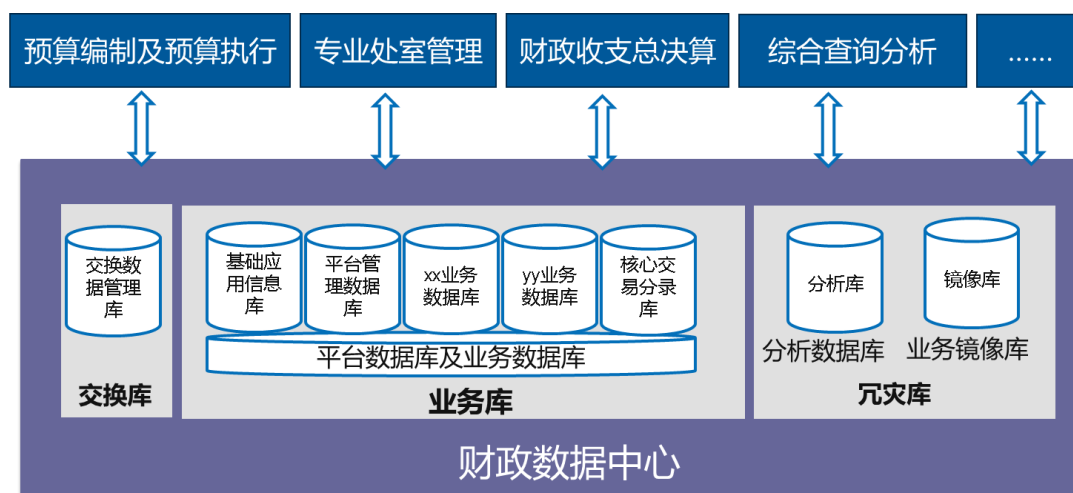 预算编制及预算执行
专业处室管理
财政收支总决算
综合查询分析
......
交换数
据管理
库
基础应
用信息
库
平台管
理数据
库
xx业务
数据库
yy业务
数据库
核心交
易分录
库
平台数据库及业务数据库
分析库
镜像库
分析数据库
业务镜像库
交换库
业务库
冗灾库
财政数据中心